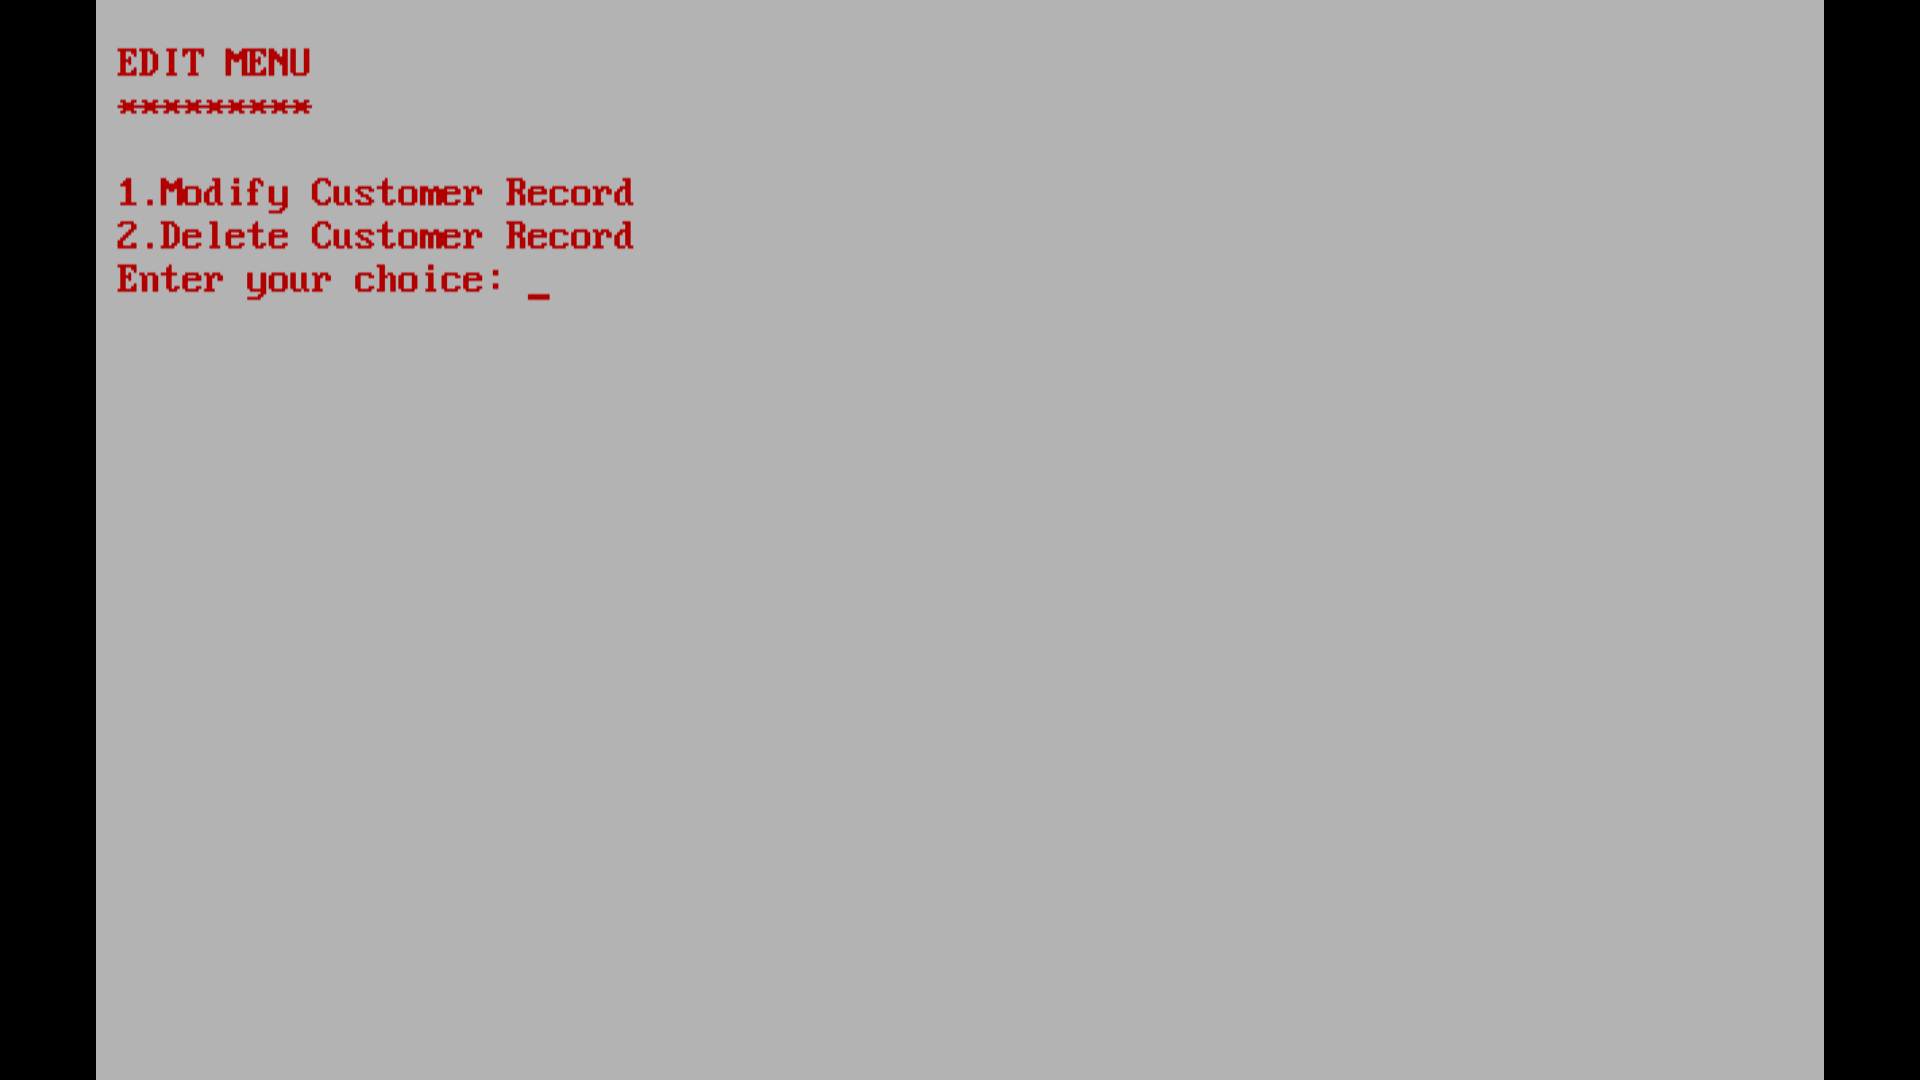 EDIT MENU
*********
1.Modify Customer Record
2.Delete Customer Record
Enter your choice: _